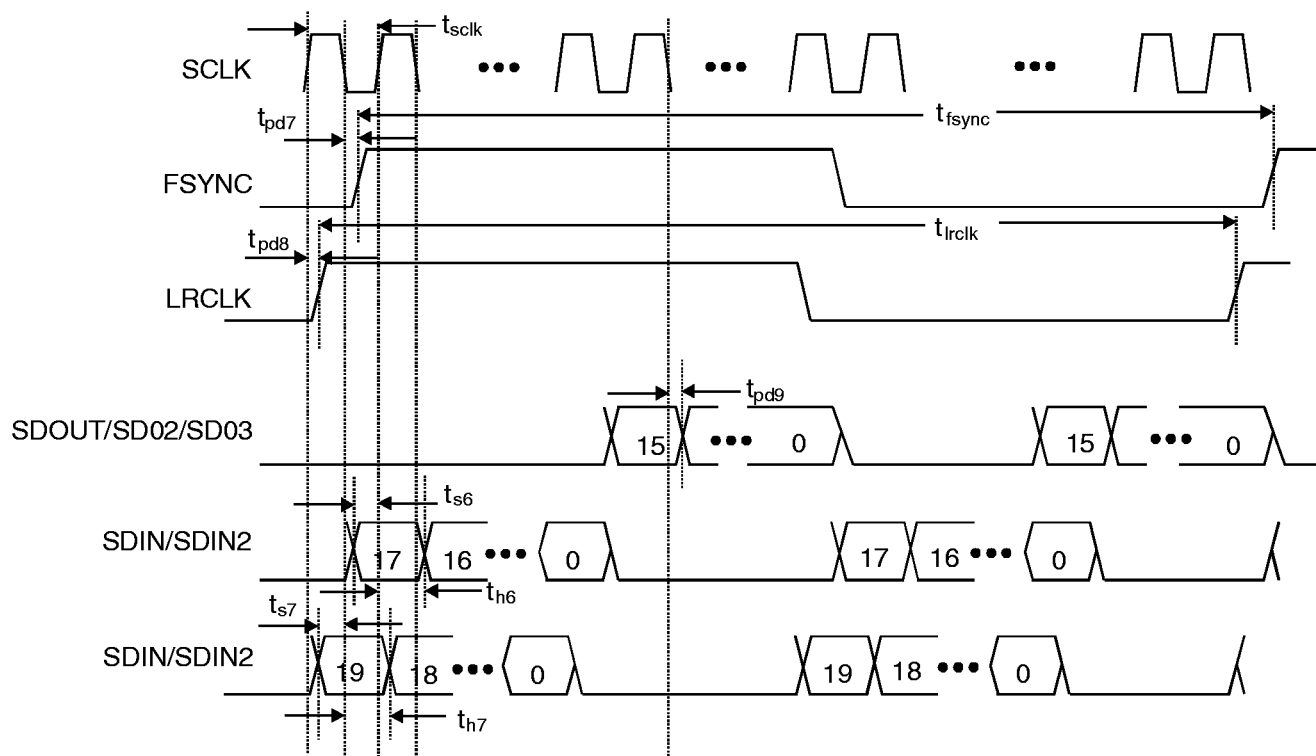 tsclk
SCLK
tpd7
tfsync
FSYNC
tpd8
tlrclk
LRCLK
tpd9
SDOUT/SD02/SD03
15 0 15 0
ts6
SDIN/SDIN2
17 16 0 17 16 0
th6
ts7
SDIN/SDIN2
19 18 0 19 18 0
th7